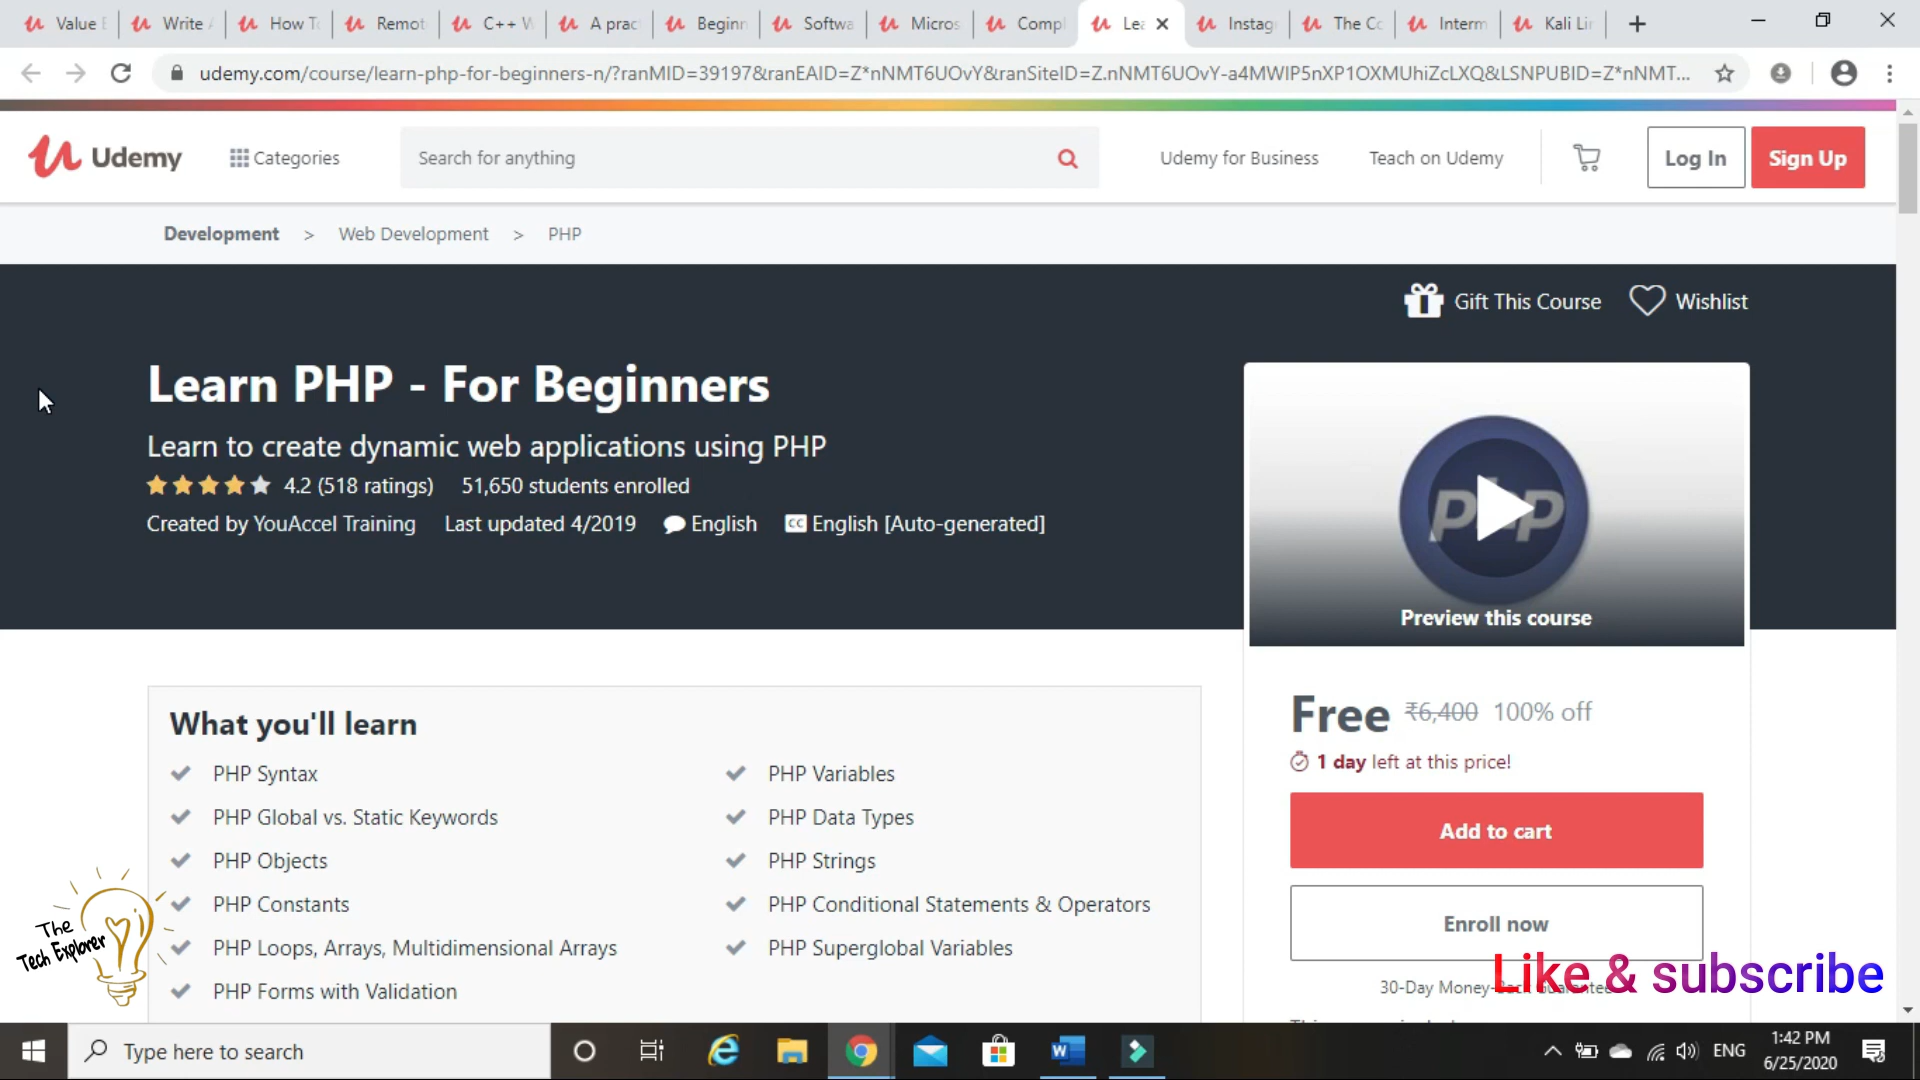 Value E
Write A
How To
Remot
C++ W
A prac
Beginn
Softwa
Micros
Compl
Lea
Instag
The Co
Interm
Kali Lin
udemy.com/course/learn-php-for-beginners-n/?ranMID=39197&ranEAID=Z*nNMT6UOvY&ranSiteID=Z.nNMT6UOvY-a4MWIP5nXP1OXMUhiZcLXQ&LSNPUBID=Z*nNMT...
Udemy
Categories
Search for anything
Udemy for Business
Teach on Udemy
Log In
Sign Up
Development > Web Development > PHP
Gift This Course
Wishlist
Learn PHP - For Beginners
Learn to create dynamic web applications using PHP
4.2 (518 ratings) 51,650 students enrolled
Created by YouAccel Training Last updated 4/2019 English CC English [Auto-generated]
PHP
Preview this course
Free ₹6,400 100% off
1 day left at this price!
Add to cart
Enroll now
30-Day Money-Back Guarantee
What you'll learn
PHP Syntax
PHP Variables
PHP Global vs. Static Keywords
PHP Data Types
PHP Objects
PHP Strings
PHP Constants
PHP Conditional Statements & Operators
PHP Loops, Arrays, Multidimensional Arrays
PHP Superglobal Variables
PHP Forms with Validation
The
Tech Explorer
Like & subscribe
Type here to search
ENG
1:42 PM
6/25/2020